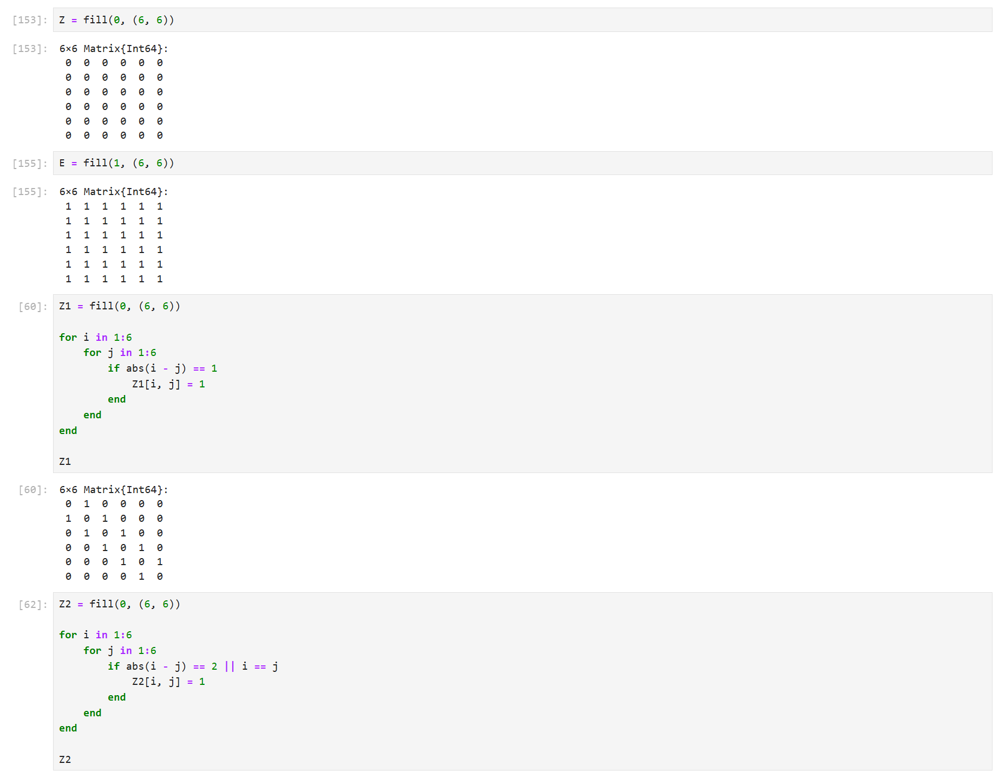 [153]: Z = fill(0, (6, 6))
[153]: 6×6 Matrix{Int64}:
0 0 0 0 0 0
0 0 0 0 0 0
0 0 0 0 0 0
0 0 0 0 0 0
0 0 0 0 0 0
0 0 0 0 0 0
[155]: E = fill(1, (6, 6))
[155]: 6×6 Matrix{Int64}:
1 1 1 1 1 1
1 1 1 1 1 1
1 1 1 1 1 1
1 1 1 1 1 1
1 1 1 1 1 1
1 1 1 1 1 1
[60]: Z1 = fill(0, (6, 6))
for i in 1:6
    for j in 1:6
        if abs(i - j) == 1
            Z1[i, j] = 1
        end
    end
end
Z1
[60]: 6×6 Matrix{Int64}:
0 1 0 0 0 0
1 0 1 0 0 0
0 1 0 1 0 0
0 0 1 0 1 0
0 0 0 1 0 1
0 0 0 0 1 0
[62]: Z2 = fill(0, (6, 6))
for i in 1:6
    for j in 1:6
        if abs(i - j) == 2 || i == j
            Z2[i, j] = 1
        end
    end
end
Z2